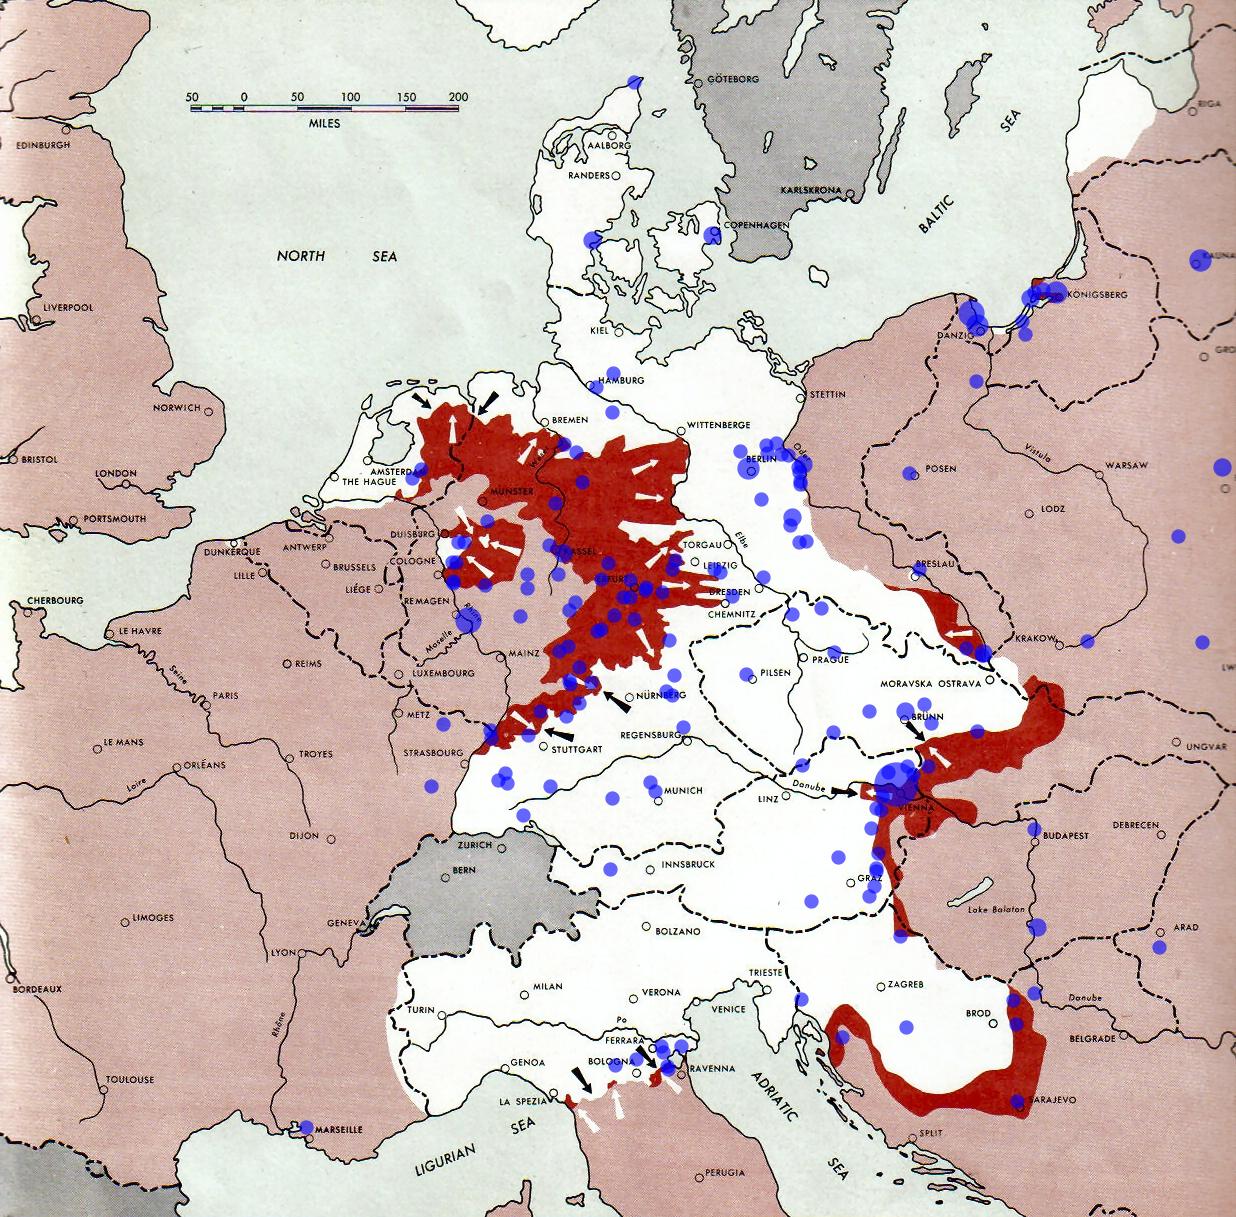 GÖTEBORG
50 0 50 100 150 200
MILES
SEA
RIGA
EDINBURGH
AALBORG
RANDERS
KARLSKRONA
BALTIC
COPENHAGEN
NORTH SEA
KAUNA
KÖNIGSBERG
LIVERPOOL
KIEL
DANZIG
GRO
HAMBURG
STETTIN
NORWICH
BREMEN
WITTENBERGE
BRISTOL
AMSTERDA
Oder
BERLIN
Vistula
WARSAW
LONDON
THE HAGUE
POSEN
MÜNSTER
LODZ
PORTSMOUTH
DUISBURG
DUNKERQUE
ANTWERP
KASSEL
TORGAU
Elbe
LILLE
BRUSSELS
COLOGNE
LEIPZIG
BRESLAU
LIÉGE
ERFURT
DRESDEN
CHERBOURG
REMAGEN
Rhine
CHEMNITZ
LE HAVRE
Moselle
KRAKOW
REIMS
MAINZ
PRAGUE
LW
Seine
LUXEMBOURG
PILSEN
MORAVSKA OSTRAVA
PARIS
NÜRNBERG
METZ
BRÜNN
LE MANS
TROYES
STRASBOURG
STUTTGART
REGENSBURG
UNGVAR
ORLÉANS
Loire
MUNICH
Danube
LINZ
VIENNA
DIJON
ZURICH
BUDAPEST
DEBRECEN
BERN
INNSBRUCK
GRAZ
LIMOGES
GENEVA
Lake Balaton
BOLZANO
ARAD
LYON
BORDEAUX
MILAN
VERONA
TRIESTE
ZAGREB
Danube
TURIN
Po
VENICE
BROD
Rhône
FERRARA
BELGRADE
GENOA
BOLOGNA
RAVENNA
TOULOUSE
LA SPEZIA
ADRIATIC
SARAJEVO
MARSEILLE
SPLIT
LIGURIAN SEA
PERUGIA
SEA